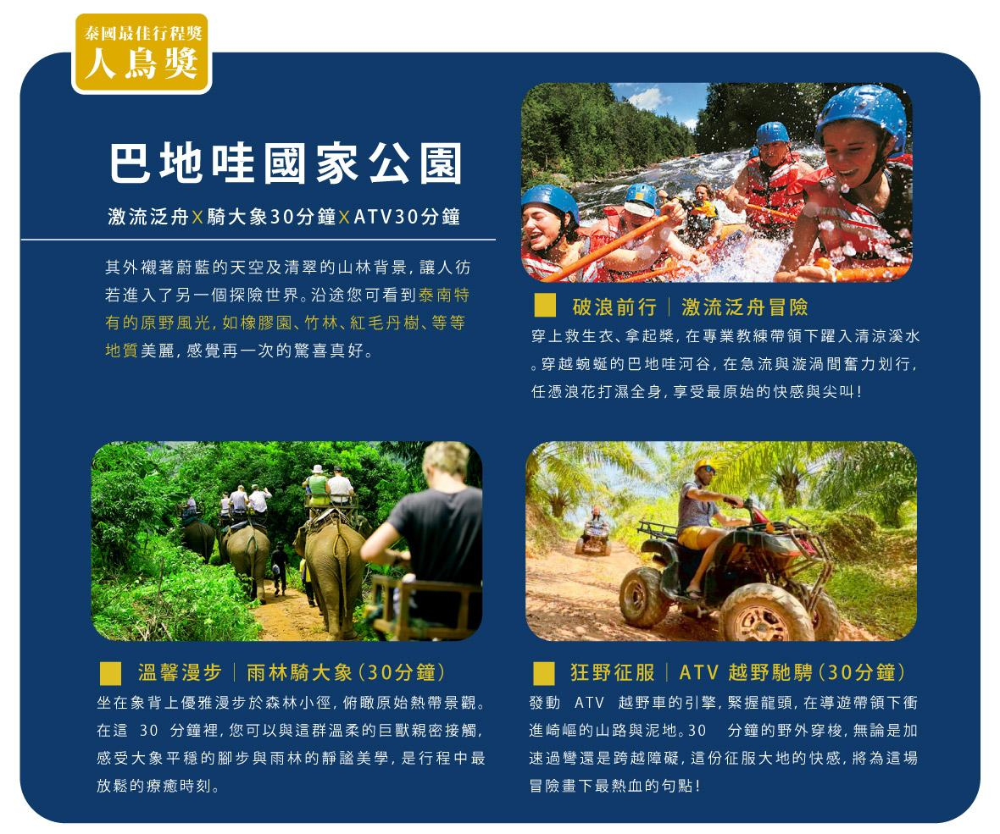 泰國最佳行程獎
人鳥獎
巴地哇國家公園
激流泛舟X騎大象30分鐘XATV30分鐘
其外襯著蔚藍的天空及清翠的山林背景，讓人彷
若進入了另一個探險世界。沿途您可看到泰南特
有的原野風光，如橡膠園、竹林、紅毛丹樹、等等
地質美麗，感覺再一次的驚喜真好。
破浪前行｜激流泛舟冒險
穿上救生衣、拿起槳，在專業教練帶領下躍入清涼溪水
。穿越蜿蜒的巴地哇河谷，在急流與漩渦間奮力划行，
任憑浪花打濕全身，享受最原始的快感與尖叫！
溫馨漫步｜雨林騎大象（30分鐘）
坐在象背上優雅漫步於森林小徑，俯瞰原始熱帶景觀。
在這 30 分鐘裡，您可以與這群溫柔的巨獸親密接觸，
感受大象平穩的腳步與雨林的靜謐美學，是行程中最
放鬆的療癒時刻。
狂野征服｜ATV 越野馳騁（30分鐘）
發動 ATV 越野車的引擎，緊握龍頭，在導遊帶領下衝
進崎嶇的山路與泥地。30 分鐘的野外穿梭，無論是加
速過彎還是跨越障礙，這份征服大地的快感，將為這場
冒險畫下最熱血的句點！